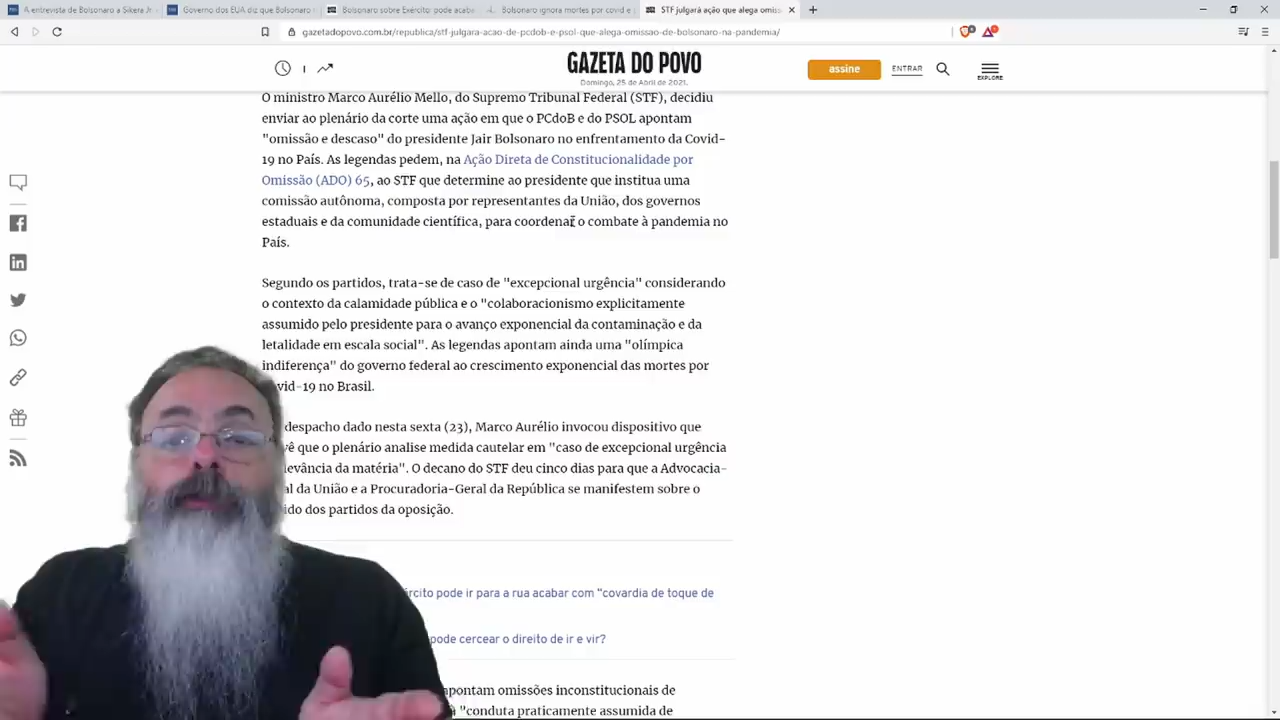 A entrevista de Bolsonaro a Sikera Jr
Governo dos EUA diz que Bolsonaro
Bolsonaro sobre Exército pode acaba
Bolsonaro ignora mortes por covid e
STF julgará ação que alega omiss
gazetadopovo.com.br/republica/stf-julgara-acao-de-pcdob-e-psol-que-alega-omissao-de-bolsonaro-na-pandemia/
GAZETA DO POVO
Domingo, 25 de Abril de 2021.
assine
ENTRAR
EXPLORE
O ministro Marco Aurélio Mello, do Supremo Tribunal Federal (STF), decidiu
enviar ao plenário da corte uma ação em que o PCdoB e do PSOL apontam
"omissão e descaso" do presidente Jair Bolsonaro no enfrentamento da Covid-
19 no País. As legendas pedem, na Ação Direta de Constitucionalidade por
Omissão (ADO) 65, ao STF que determine ao presidente que institua uma
comissão autônoma, composta por representantes da União, dos governos
estaduais e da comunidade científica, para coordenar o combate à pandemia no
País.
Segundo os partidos, trata-se de caso de "excepcional urgência" considerando
o contexto da calamidade pública e o "colaboracionismo explicitamente
assumido pelo presidente para o avanço exponencial da contaminação e da
letalidade em escala social". As legendas apontam ainda uma "olímpica
indiferença" do governo federal ao crescimento exponencial das mortes por
vid-19 no Brasil.
despacho dado nesta sexta (23), Marco Aurélio invocou dispositivo que
vê que o plenário analise medida cautelar em "caso de excepcional urgência
levância da matéria". O decano do STF deu cinco dias para que a Advocacia-
al da União e a Procuradoria-Geral da República se manifestem sobre o
ido dos partidos da oposição.
ército pode ir para a rua acabar com "covardia de toque de
pode cercear o direito de ir e vir?
apontam omissões inconstitucionais de
à "conduta praticamente assumida de